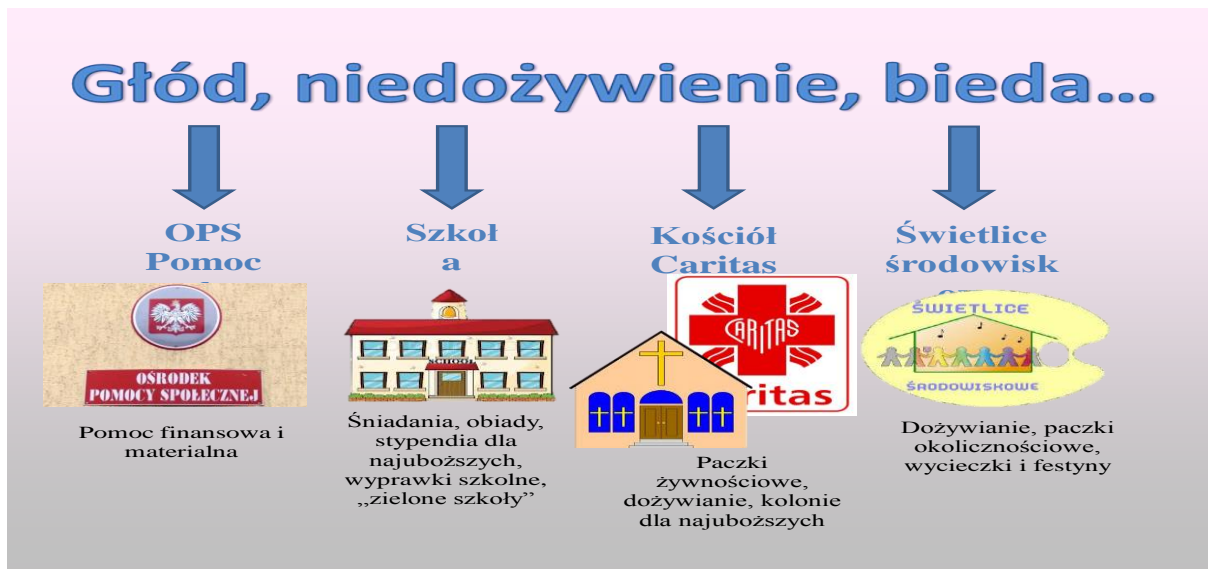 Głód, niedożywienie, bieda...
OPS
Pomoc
OŚRODEK
POMOCY SPOŁECZNEJ
Pomoc finansowa i
materialna
Szkoł
a
SCHOOL
Śniadania, obiady,
stypendia dla
najuboższych,
wyprawki szkolne,
„zielone szkoły”
Kościół
Caritas
CARITAS
ritas
Paczki
żywnościowe,
dożywianie, kolonie
dla najuboższych
Świetlice
środowisk
ŚWIETLICE
ŚRODOWISKOWE
Dożywianie, paczki
okolicznościowe,
wycieczki i festyny